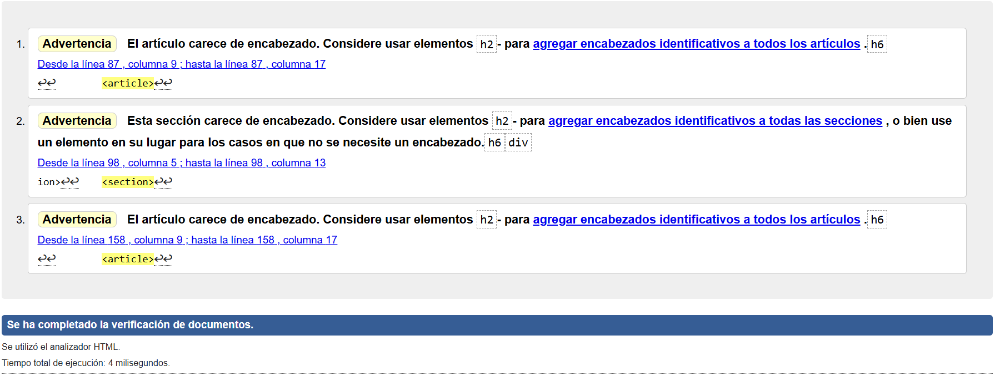 1. Advertencia El artículo carece de encabezado. Considere usar elementos h2 - para agregar encabezados identificativos a todos los artículos . h6
Desde la línea 87 , columna 9 ; hasta la línea 87 , columna 17
↩↩ <article>↩↩
2. Advertencia Esta sección carece de encabezado. Considere usar elementos h2 - para agregar encabezados identificativos a todas las secciones , o bien use
un elemento en su lugar para los casos en que no se necesite un encabezado. h6 div
Desde la línea 98 , columna 5 ; hasta la línea 98 , columna 13
ion>↩↩ <section>↩↩
3. Advertencia El artículo carece de encabezado. Considere usar elementos h2 - para agregar encabezados identificativos a todos los artículos . h6
Desde la línea 158 , columna 9 ; hasta la línea 158 , columna 17
↩↩ <article>↩↩
Se ha completado la verificación de documentos.
Se utilizó el analizador HTML.
Tiempo total de ejecución: 4 milisegundos.